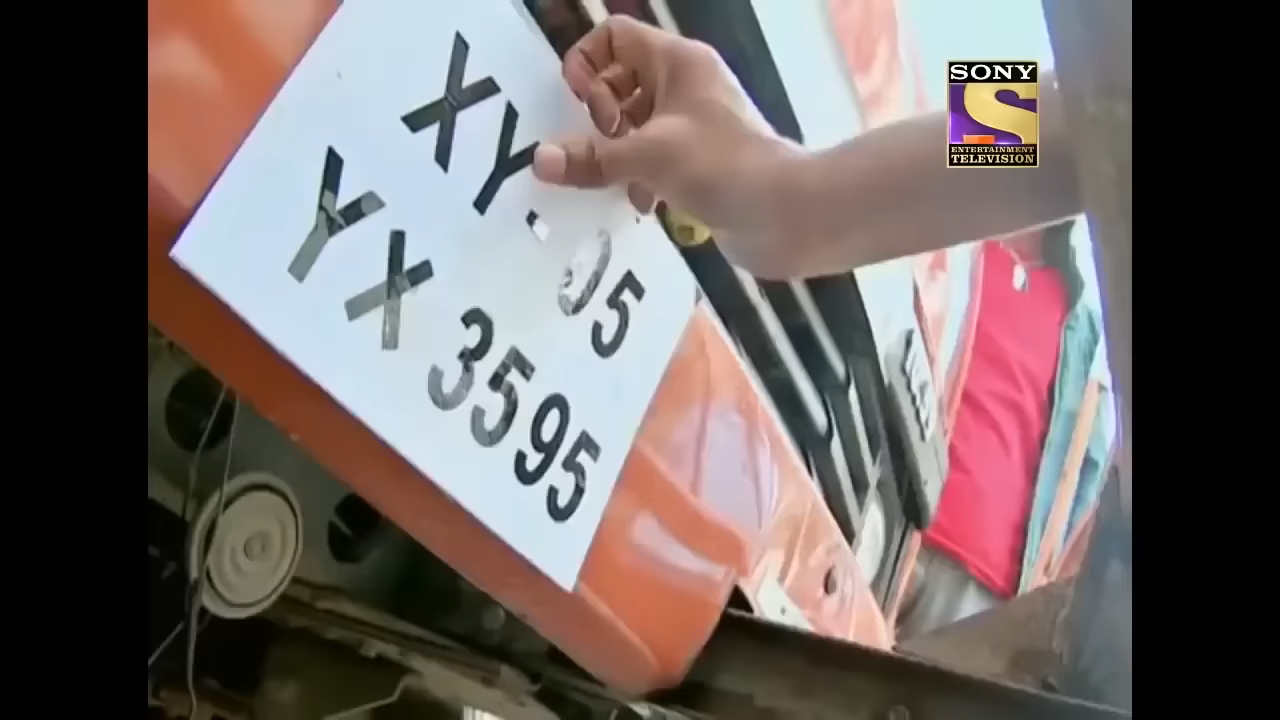 XY.05
YX 3595
SONY
ENTERTAINMENT
TELEVISION